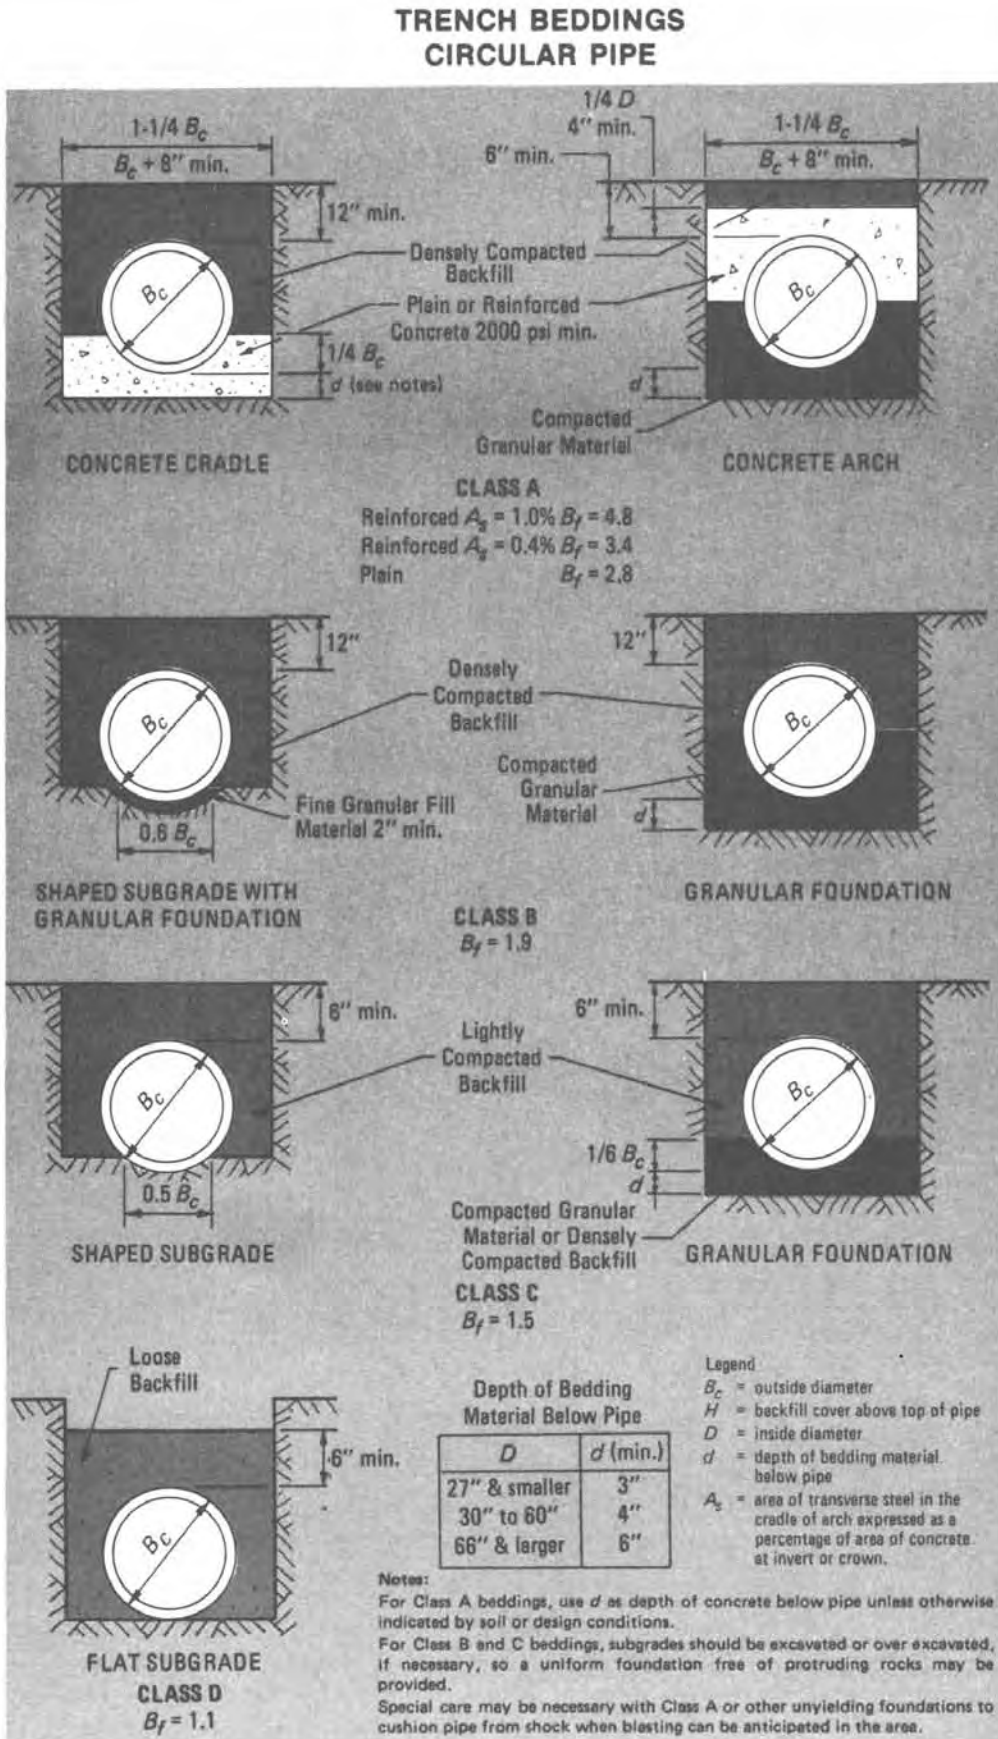 TRENCH BEDDINGS
CIRCULAR PIPE
1-1/4 Bc
Bc + 8" min.
12" min.
1/4 D
4" min.
6" min.
1-1/4 Bc
Bc + 8" min.
Densely Compacted
Backfill
Plain or Reinforced
Concrete 2000 psi min.
Bc
Bc
1/4 Bc
d (see notes)
d
Compacted
Granular Material
CONCRETE CRADLE
CONCRETE ARCH
CLASS A
Reinforced As = 1.0% Bf = 4.8
Reinforced As = 0.4% Bf = 3.4
Plain Bf = 2.8
12"
12"
Densely
Compacted
Backfill
Bc
Bc
Compacted
Granular
Material
d
Fine Granular Fill
Material 2" min.
0.6 Bc
SHAPED SUBGRADE WITH
GRANULAR FOUNDATION
GRANULAR FOUNDATION
CLASS B
Bf = 1.9
6" min.
6" min.
Lightly
Compacted
Backfill
Bc
Bc
1/6 Bc
d
0.5 Bc
Compacted Granular
Material or Densely
Compacted Backfill
SHAPED SUBGRADE
GRANULAR FOUNDATION
CLASS C
Bf = 1.5
Loose
Backfill
6" min.
Bc
FLAT SUBGRADE
CLASS D
Bf = 1.1
Depth of Bedding
Material Below Pipe
D d (min.)
27" & smaller 3"
30" to 60" 4"
66" & larger 6"
Legend
Bc = outside diameter
H = backfill cover above top of pipe
D = inside diameter
d = depth of bedding material
below pipe
As = area of transverse steel in the
cradle of arch expressed as a
percentage of area of concrete
at invert or crown.
Notes:
For Class A beddings, use d as depth of concrete below pipe unless otherwise
indicated by soil or design conditions.
For Class B and C beddings, subgrades should be excavated or over excavated,
if necessary, so a uniform foundation free of protruding rocks may be
provided.
Special care may be necessary with Class A or other unyielding foundations to
cushion pipe from shock when blasting can be anticipated in the area.